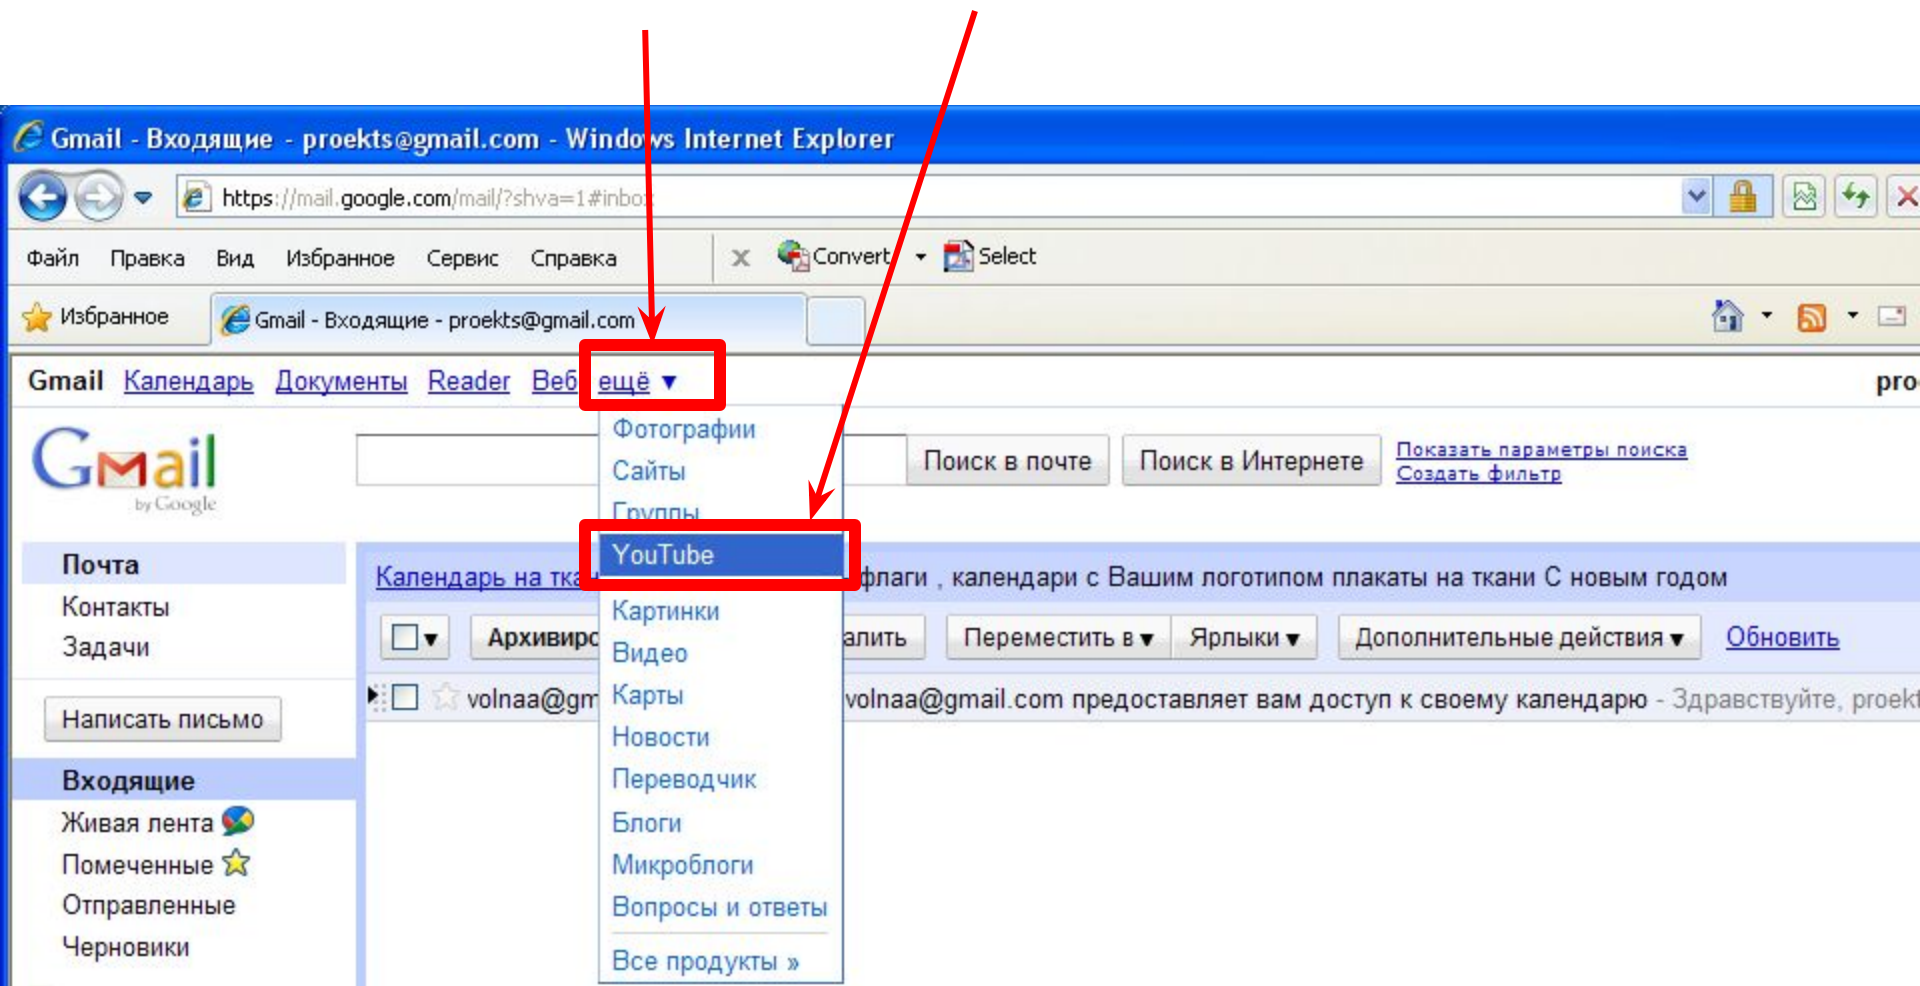 Gmail - Входящие - proekts@gmail.com - Windows Internet Explorer
https://mail.google.com/mail/?shva=1#inbox
Файл Правка Вид Избранное Сервис Справка x Convert Select
Избранное Gmail - Входящие - proekts@gmail.com
Gmail Календарь Документы Reader Веб ещё ▼
Фотографии
Сайты
Группы
YouTube
Картинки
Видео
Карты
Новости
Переводчик
Блоги
Микроблоги
Вопросы и ответы
Все продукты »
Gmail
by Google
Поиск в почте Поиск в Интернете
Показать параметры поиска
Создать фильтр
Почта
Контакты
Задачи
Написать письмо
Входящие
Живая лента
Помеченные
Отправленные
Черновики
Календарь на флаги , календари с Вашим логотипом плакаты на ткани С новым годом
Переместить в ▼ Ярлыки ▼ Дополнительные действия ▼ Обновить
volnaa@gm volnaa@gmail.com предоставляет вам доступ к своему календарю - Здравствуйте, proekt